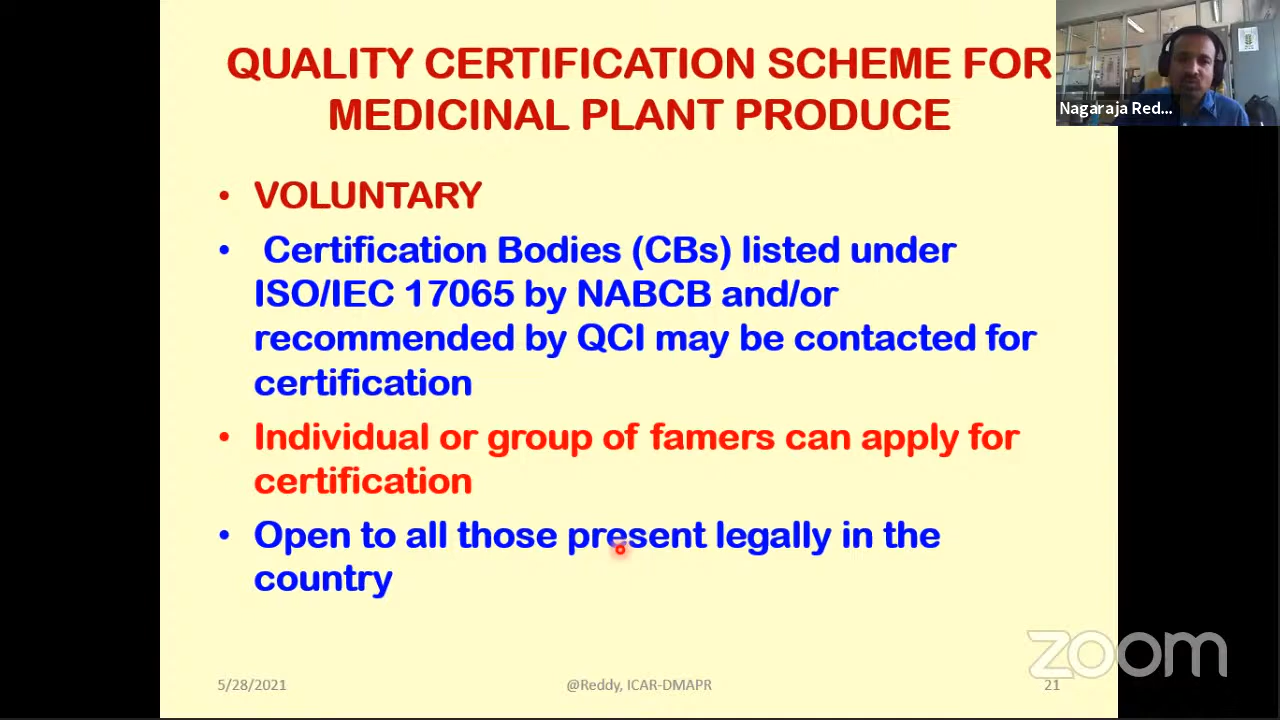 QUALITY CERTIFICATION SCHEME FOR
MEDICINAL PLANT PRODUCE
Nagaraja Red...
• VOLUNTARY
• Certification Bodies (CBs) listed under
ISO/IEC 17065 by NABCB and/or
recommended by QCI may be contacted for
certification
• Individual or group of famers can apply for
certification
• Open to all those present legally in the
country
zoom
5/28/2021
@Reddy, ICAR-DMAPR
21